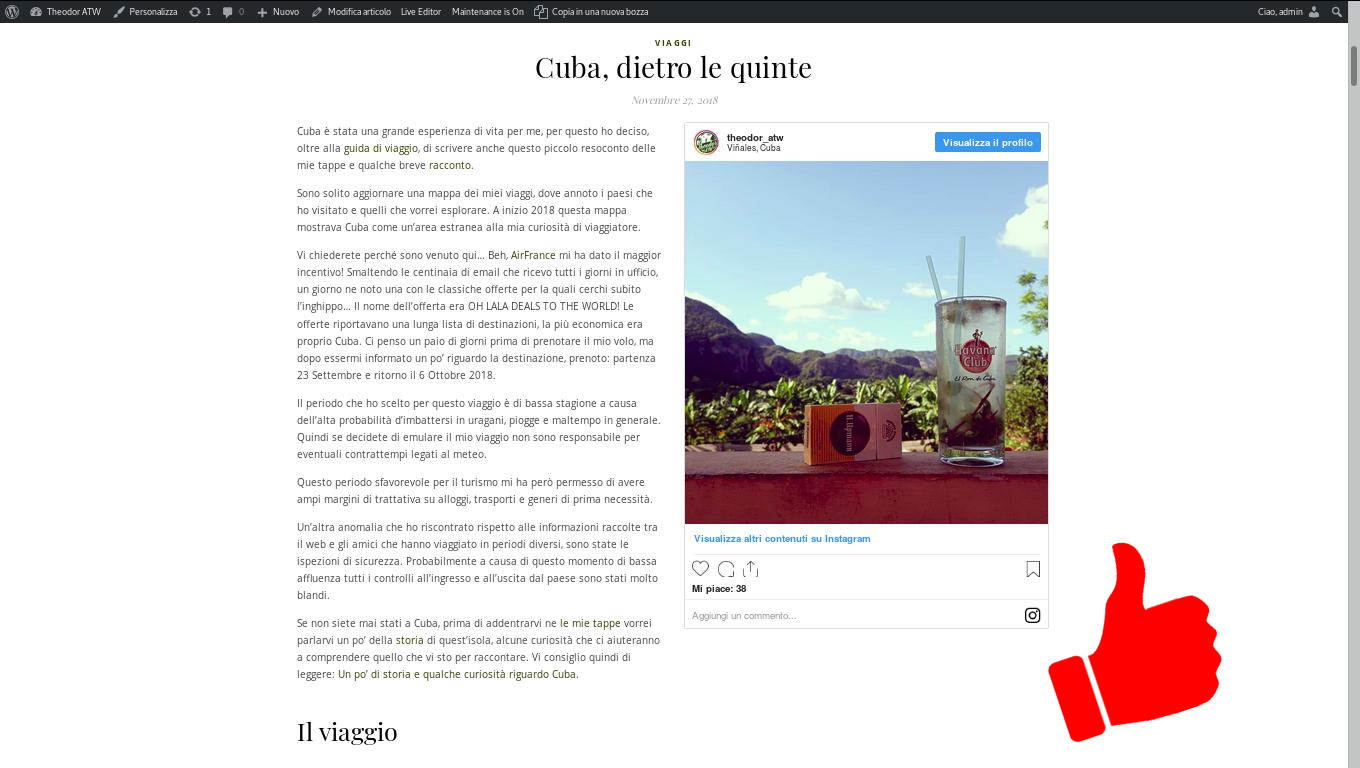 Theodor ATW Personalizza 1 0 Nuovo Modifica articolo Live Editor Maintenance is On Copia in una nuova bozza Ciao, admin
VIAGGI
Cuba, dietro le quinte
Novembre 27, 2018
Cuba è stata una grande esperienza di vita per me, per questo ho deciso,
oltre alla guida di viaggio, di scrivere anche questo piccolo resoconto delle
mie tappe e qualche breve racconto.
Sono solito aggiornare una mappa dei miei viaggi, dove annoto i paesi che
ho visitato e quelli che vorrei esplorare. A inizio 2018 questa mappa
mostrava Cuba come un’area estranea alla mia curiosità di viaggiatore.
Vi chiederete perché sono venuto qui… Beh, AirFrance mi ha dato il maggior
incentivo! Smaltendo le centinaia di email che ricevo tutti i giorni in ufficio,
un giorno ne noto una con le classiche offerte per la quali cerchi subito
l’inghippo… Il nome dell’offerta era OH LALA DEALS TO THE WORLD! Le
offerte riportavano una lunga lista di destinazioni, la più economica era
proprio Cuba. Ci penso un paio di giorni prima di prenotare il mio volo, ma
dopo essermi informato un po’ riguardo la destinazione, prenoto: partenza
23 Settembre e ritorno il 6 Ottobre 2018.
Il periodo che ho scelto per questo viaggio è di bassa stagione a causa
dell’alta probabilità d’imbattersi in uragani, piogge e maltempo in generale.
Quindi se decidete di emulare il mio viaggio non sono responsabile per
eventuali contrattempi legati al meteo.
Questo periodo sfavorevole per il turismo mi ha però permesso di avere
ampi margini di trattativa su alloggi, trasporti e generi di prima necessità.
Un’altra anomalia che ho riscontrato rispetto alle informazioni raccolte tra
il web e gli amici che hanno viaggiato in periodi diversi, sono state le
ispezioni di sicurezza. Probabilmente a causa di questo momento di bassa
affluenza tutti i controlli all’ingresso e all’uscita dal paese sono stati molto
blandi.
Se non siete mai stati a Cuba, prima di addentrarvi ne le mie tappe vorrei
parlarvi un po’ della storia di quest’isola, alcune curiosità che ci aiuteranno
a comprendere quello che vi sto per raccontare. Vi consiglio quindi di
leggere: Un po’ di storia e qualche curiosità riguardo Cuba.
Il viaggio
theodor_atw
Viñales, Cuba
Visualizza il profilo
Havana
Club
El Ron de Cuba
H.Upmann
Visualizza altri contenuti su Instagram
Mi piace: 38
Aggiungi un commento...